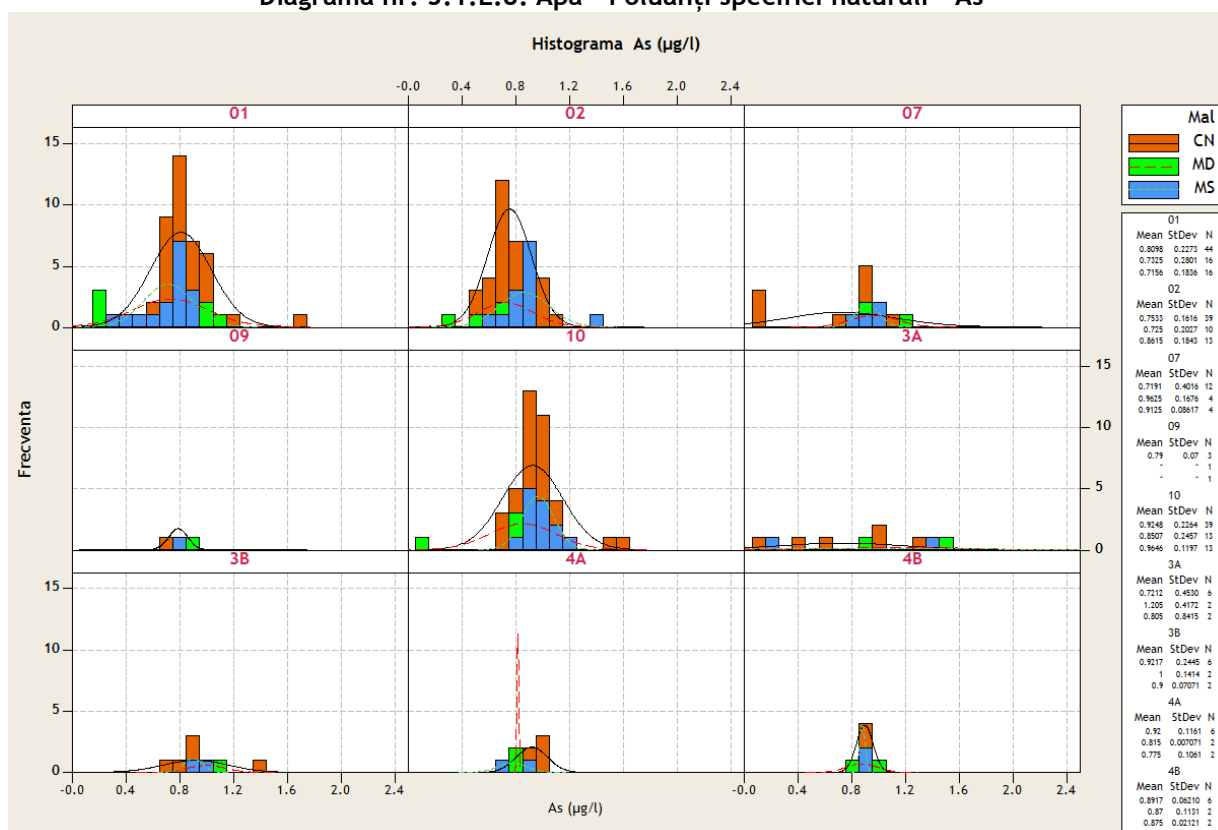 Diagrama nr. 3.1.2.6. Apă - Poluanți specifici naturali - As
Histograma As (µg/l)
-0.0 0.4 0.8 1.2 1.6 2.0 2.4
01 02 07
15
10
5
0
09 10 3A
15
10
5
0
3B 4A 4B
15
10
5
0
-0.0 0.4 0.8 1.2 1.6 2.0 2.4
-0.0 0.4 0.8 1.2 1.6 2.0 2.4
As (µg/l)
Frecventa
Mal
CN
MD
MS
01
Mean StDev N
0.8098 0.2273 44
0.7325 0.2801 16
0.7156 0.1836 16
02
Mean StDev N
0.7533 0.1616 39
0.725 0.2027 10
0.8615 0.1843 13
07
Mean StDev N
0.7191 0.4016 12
0.9625 0.1676 4
0.9125 0.08617 4
09
Mean StDev N
0.79 0.07 3
* * 1
* * 1
10
Mean StDev N
0.9248 0.2264 39
0.8507 0.2457 13
0.9646 0.1197 13
3A
Mean StDev N
0.7212 0.4530 6
1.205 0.4172 2
0.805 0.8415 2
3B
Mean StDev N
0.9217 0.2445 6
1 0.1414 2
0.9 0.07071 2
4A
Mean StDev N
0.92 0.1161 6
0.815 0.007071 2
0.775 0.1061 2
4B
Mean StDev N
0.8917 0.06210 6
0.87 0.1131 2
0.875 0.02121 2